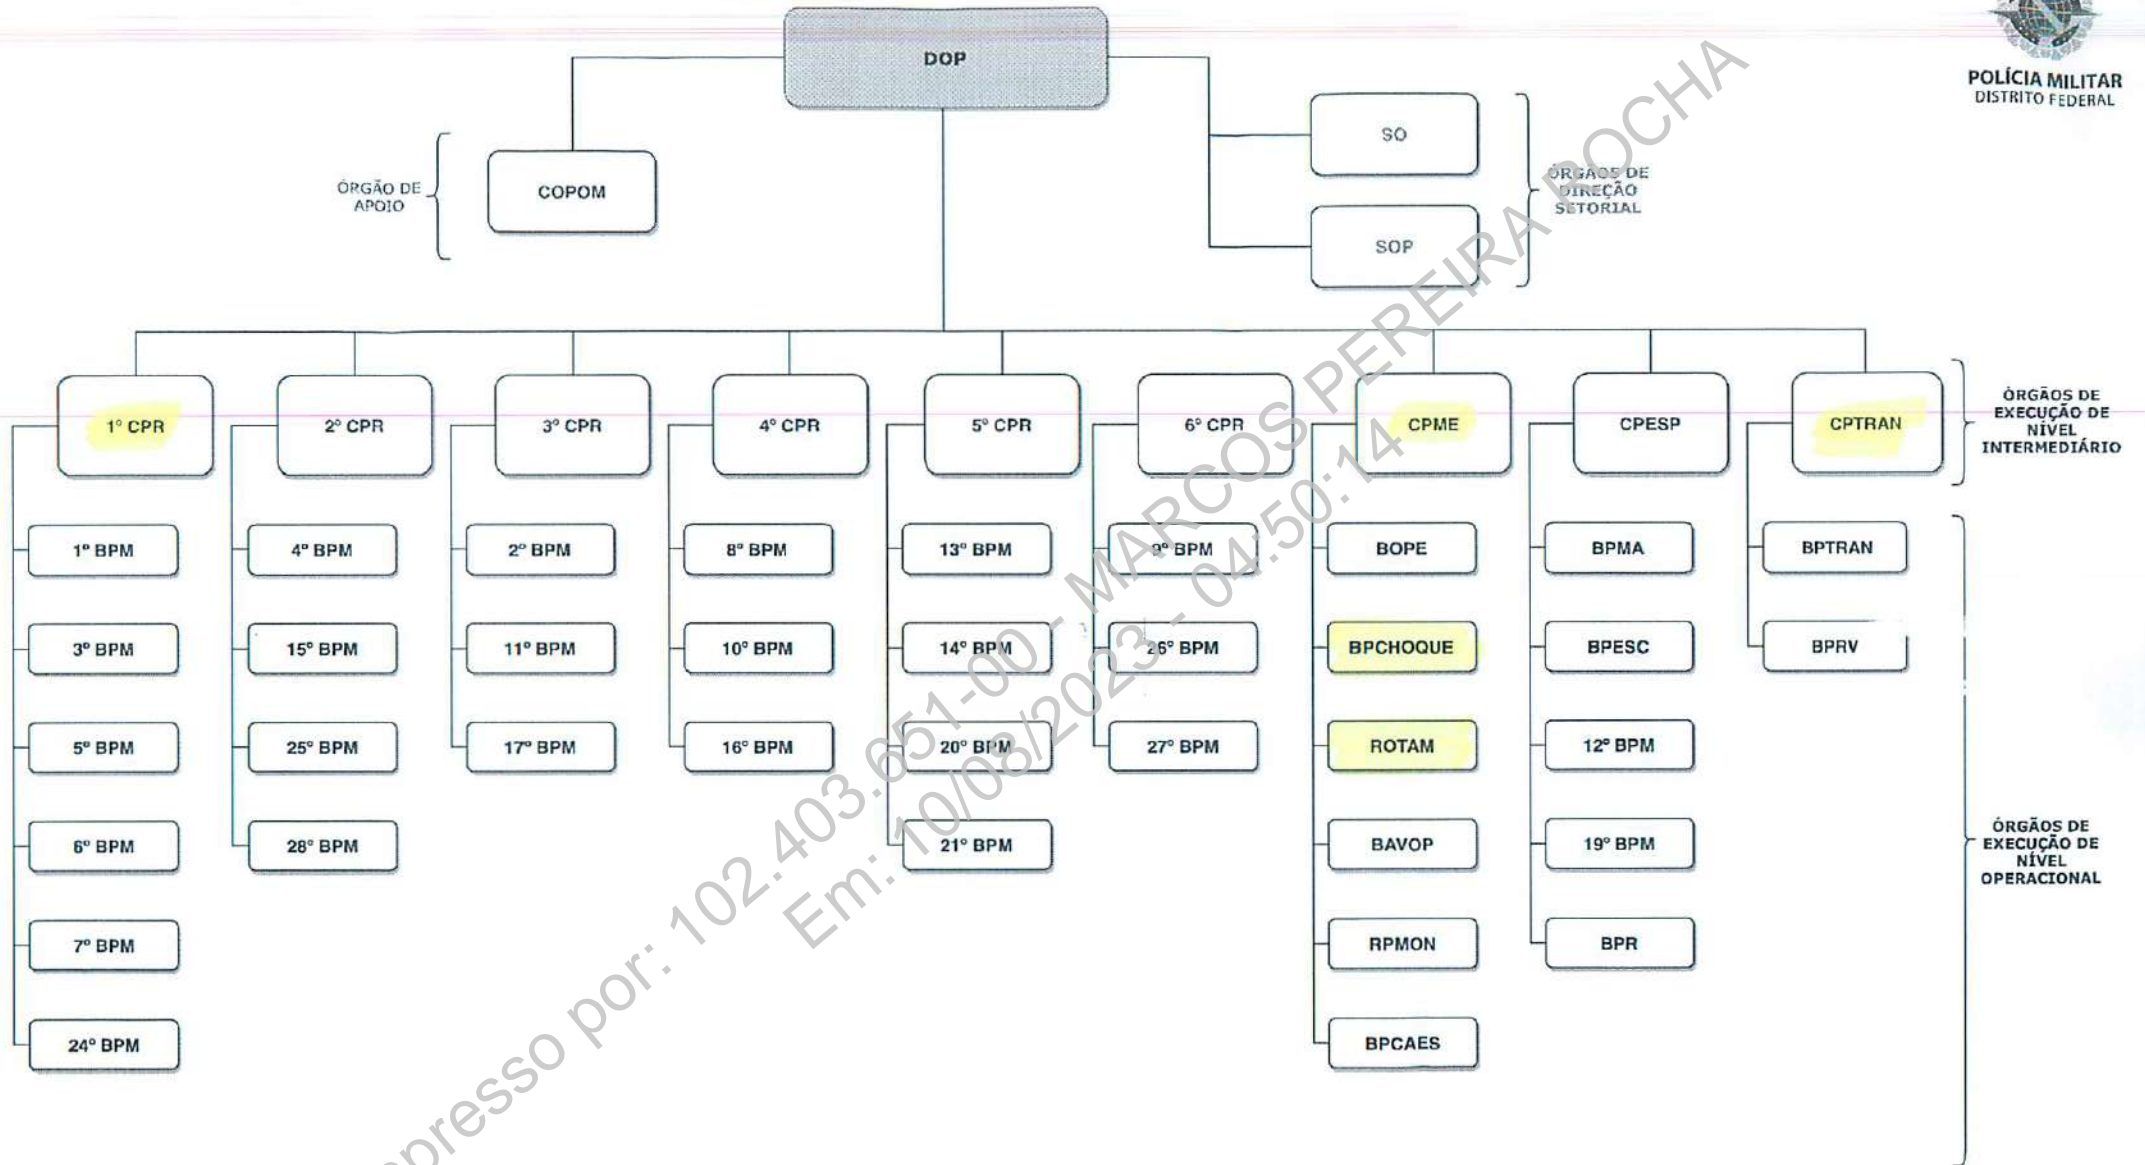 DOP
POLÍCIA MILITAR
DISTRITO FEDERAL
ÓRGÃO DE
APOIO
COPOM
SO
SOP
ÓRGÃOS DE
DIREÇÃO
SETORIAL
1º CPR
2º CPR
3º CPR
4º CPR
5º CPR
6º CPR
CPME
CPESP
CPTRAN
ÓRGÃOS DE
EXECUÇÃO DE
NÍVEL
INTERMEDIÁRIO
1º BPM
4º BPM
2º BPM
8º BPM
13º BPM
9º BPM
BOPE
BPMA
BPTRAN
3º BPM
15º BPM
11º BPM
10º BPM
14º BPM
26º BPM
BPCHOQUE
BPESC
BPRV
5º BPM
25º BPM
17º BPM
16º BPM
20º BPM
27º BPM
ROTAM
12º BPM
6º BPM
28º BPM
21º BPM
BAVOP
19º BPM
ÓRGÃOS DE
EXECUÇÃO DE
NÍVEL
OPERACIONAL
7º BPM
RPMON
BPR
24º BPM
BPCAES
presso por: 102.403.651-00 - MARCOS PEREIRA ROCHA
Em: 10/08/2023 - 04:50:14